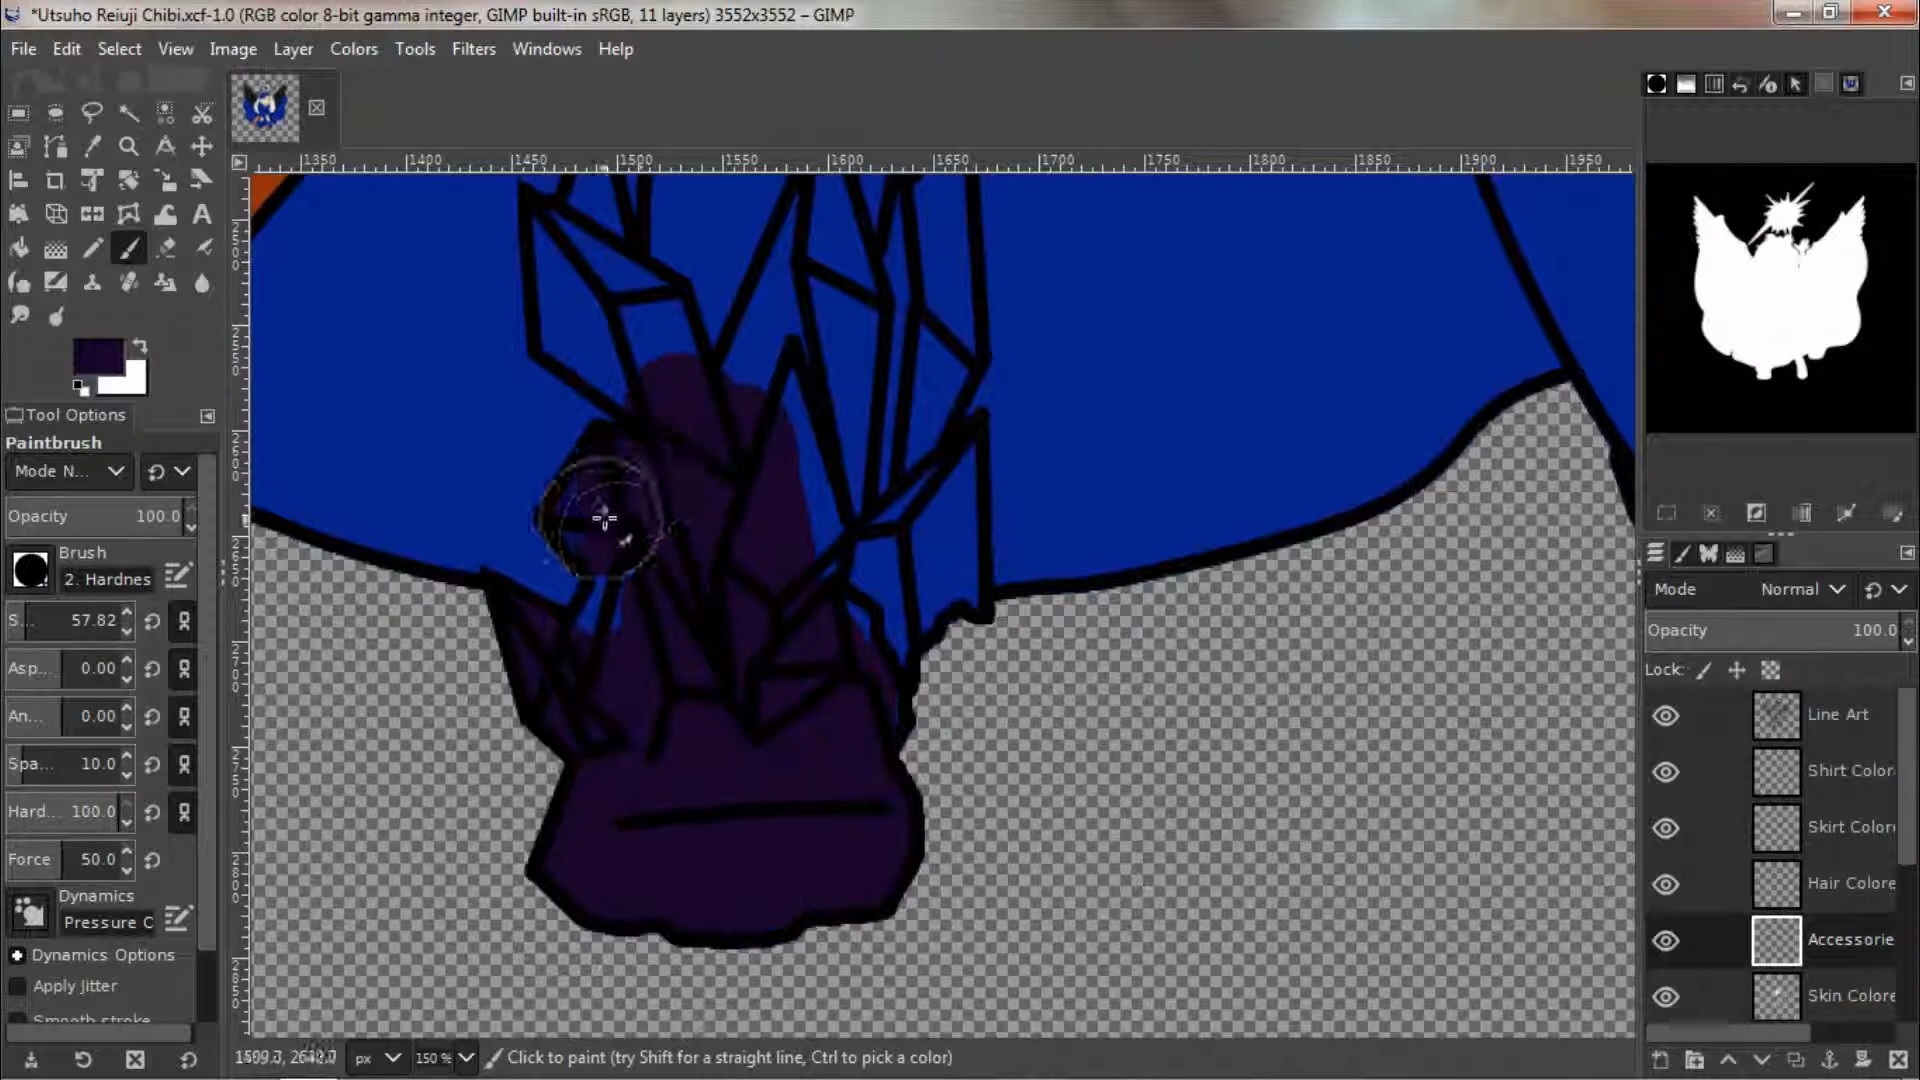 *Utsuho Reiuji Chibi.xcf-1.0 (RGB color 8-bit gamma integer, GIMP built-in sRGB, 11 layers) 3552x3552 – GIMP
File Edit Select View Image Layer Colors Tools Filters Windows Help
1350 1400 1450 1500 1550 1600 1650 1700 1750 1800 1850 1900 1950
Tool Options
Paintbrush
Mode N...
Opacity 100.0
Brush
2. Hardnes
S... 57.82
Asp... 0.00
An... 0.00
Spa... 10.0
Hard... 100.0
Force 50.0
Dynamics
Pressure O
Dynamics Options
Apply Jitter
Smooth stroke
Mode Normal
Opacity 100.0
Lock:
Line Art
Shirt Color
Skirt Color
Hair Colore
Accessorie
Skin Colore
px 150 % Click to paint (try Shift for a straight line, Ctrl to pick a color)